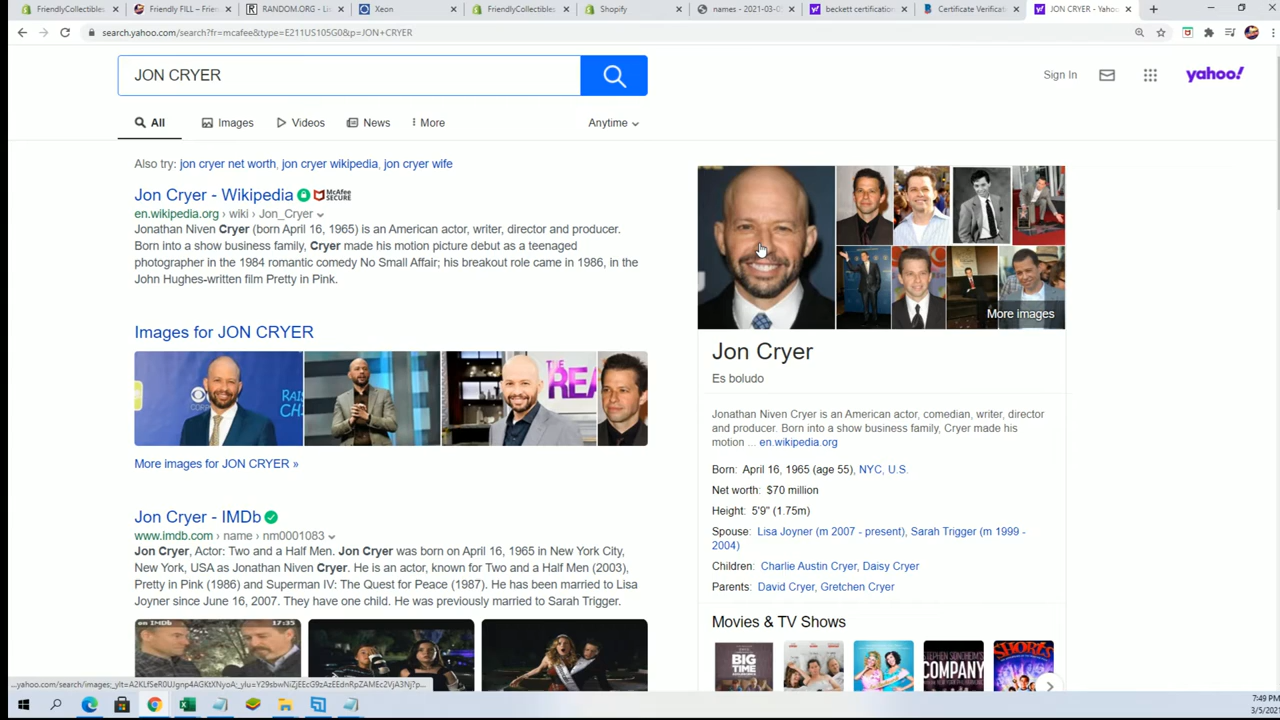 FriendlyCollectibles
Friendly FILL – Frien
RANDOM.ORG - Li
Xeon
FriendlyCollectibles
Shopify
names - 2021-03-0
beckett certification
Certificate Verificat
JON CRYER - Yahoo
search.yahoo.com/search?fr=mcafee&type=E211US105G0&p=JON+CRYER
JON CRYER
Sign In
yahoo!
All
Images
Videos
News
More
Anytime
Also try: jon cryer net worth, jon cryer wikipedia, jon cryer wife
Jon Cryer - Wikipedia McAfee SECURE
en.wikipedia.org › wiki › Jon_Cryer
Jonathan Niven Cryer (born April 16, 1965) is an American actor, writer, director and producer.
Born into a show business family, Cryer made his motion picture debut as a teenaged
photographer in the 1984 romantic comedy No Small Affair; his breakout role came in 1986, in the
John Hughes-written film Pretty in Pink.
Images for JON CRYER
More images for JON CRYER »
Jon Cryer - IMDb
www.imdb.com › name › nm0001083
Jon Cryer, Actor: Two and a Half Men. Jon Cryer was born on April 16, 1965 in New York City,
New York, USA as Jonathan Niven Cryer. He is an actor, known for Two and a Half Men (2003),
Pretty in Pink (1986) and Superman IV: The Quest for Peace (1987). He has been married to Lisa
Joyner since June 16, 2007. They have one child. He was previously married to Sarah Trigger.
on IMDb
17:35
More images
Jon Cryer
Es boludo
Jonathan Niven Cryer is an American actor, comedian, writer, director
and producer. Born into a show business family, Cryer made his
motion ... en.wikipedia.org
Born: April 16, 1965 (age 55), NYC, U.S.
Net worth: $70 million
Height: 5'9" (1.75m)
Spouse: Lisa Joyner (m 2007 - present), Sarah Trigger (m 1999 -
2004)
Children: Charlie Austin Cryer, Daisy Cryer
Parents: David Cryer, Gretchen Cryer
Movies & TV Shows
BIG
TIME
STEPHEN SONDHEIM'S
COMPANY
SHORTS
7:49 PM
3/5/2021